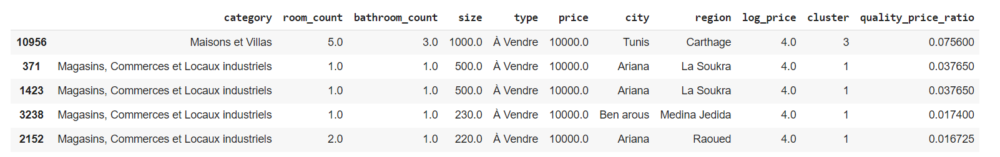 category room_count bathroom_count size type price city region log_price cluster quality_price_ratio
10956 Maisons et Villas 5.0 3.0 1000.0 À Vendre 10000.0 Tunis Carthage 4.0 3 0.075600
371 Magasins, Commerces et Locaux industriels 1.0 1.0 500.0 À Vendre 10000.0 Ariana La Soukra 4.0 1 0.037650
1423 Magasins, Commerces et Locaux industriels 1.0 1.0 500.0 À Vendre 10000.0 Ariana La Soukra 4.0 1 0.037650
3238 Magasins, Commerces et Locaux industriels 1.0 1.0 230.0 À Vendre 10000.0 Ben arous Medina Jedida 4.0 1 0.017400
2152 Magasins, Commerces et Locaux industriels 2.0 1.0 220.0 À Vendre 10000.0 Ariana Raoued 4.0 1 0.016725